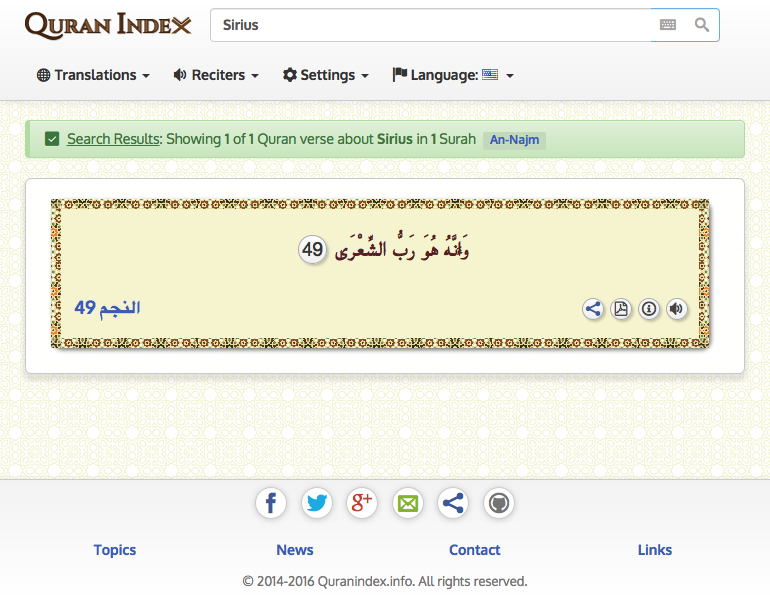 QURAN INDEX
Sirius
Translations
Reciters
Settings
Language:
Search Results: Showing 1 of 1 Quran verse about Sirius in 1 Surah An-Najm
وَأَنَّهُ هُوَ رَبُّ الشِّعْرَى 49
النجم 49
g+
Topics News Contact Links
© 2014-2016 Quranindex.info. All rights reserved.